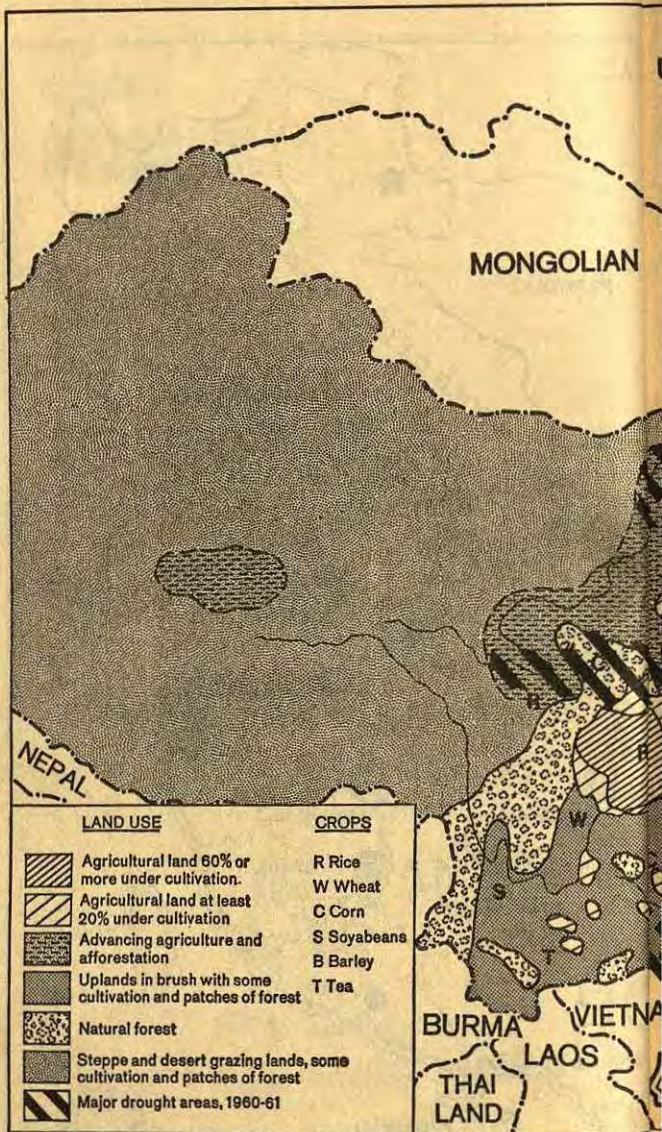 MONGOLIAN
NEPAL
LAND USE
Agricultural land 60% or
more under cultivation.
Agricultural land at least
20% under cultivation
Advancing agriculture and
afforestation
Uplands in brush with some
cultivation and patches of forest
Natural forest
Steppe and desert grazing lands, some
cultivation and patches of forest
Major drought areas, 1960-61
CROPS
R Rice
W Wheat
C Corn
S Soyabeans
B Barley
T Tea
C
R
W
S
T
BURMA
VIETNA
LAOS
THAI
LAND